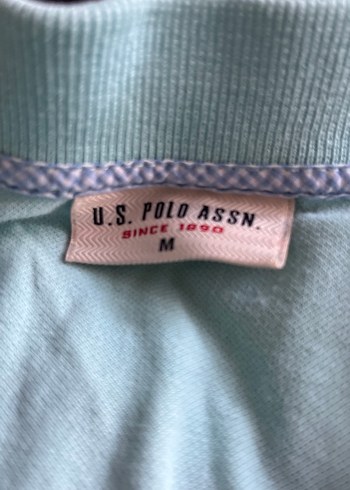 U.S. POLO ASSN.
SINCE 1890
M